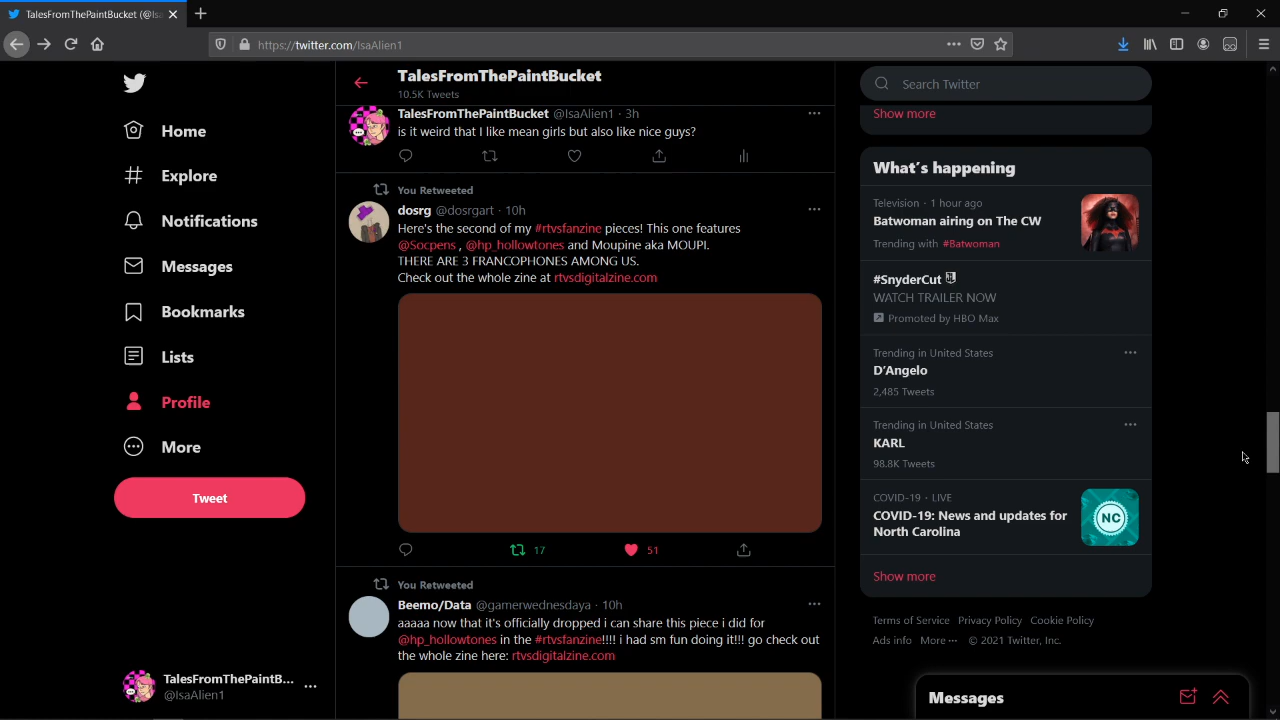 TalesFromThePaintBucket (@Isa
https://twitter.com/IsaAlien1
Home
Explore
Notifications
Messages
Bookmarks
Lists
Profile
More
Tweet
TalesFromThePaintB...
@IsaAlien1
TalesFromThePaintBucket
10.5K Tweets
TalesFromThePaintBucket @IsaAlien1 · 3h
is it weird that I like mean girls but also like nice guys?
You Retweeted
dosrg @dosrgart · 10h
Here's the second of my #rtvsfanzine pieces! This one features
@Socpens , @hp_hollowtones and Moupine aka MOUPI.
THERE ARE 3 FRANCOPHONES AMONG US.
Check out the whole zine at rtvsdigitalzine.com
17 51
You Retweeted
Beemo/Data @gamerwednesdaya · 10h
aaaaa now that it's officially dropped i can share this piece i did for
@hp_hollowtones in the #rtvsfanzine!!!! i had sm fun doing it!!! go check out
the whole zine here: rtvsdigitalzine.com
Search Twitter
Show more
What's happening
Television · 1 hour ago
Batwoman airing on The CW
Trending with #Batwoman
#SnyderCut
WATCH TRAILER NOW
Promoted by HBO Max
Trending in United States
D'Angelo
2,485 Tweets
Trending in United States
KARL
98.8K Tweets
COVID-19 · LIVE
COVID-19: News and updates for
North Carolina
NC
Show more
Terms of Service Privacy Policy Cookie Policy
Ads info More ··· © 2021 Twitter, Inc.
Messages